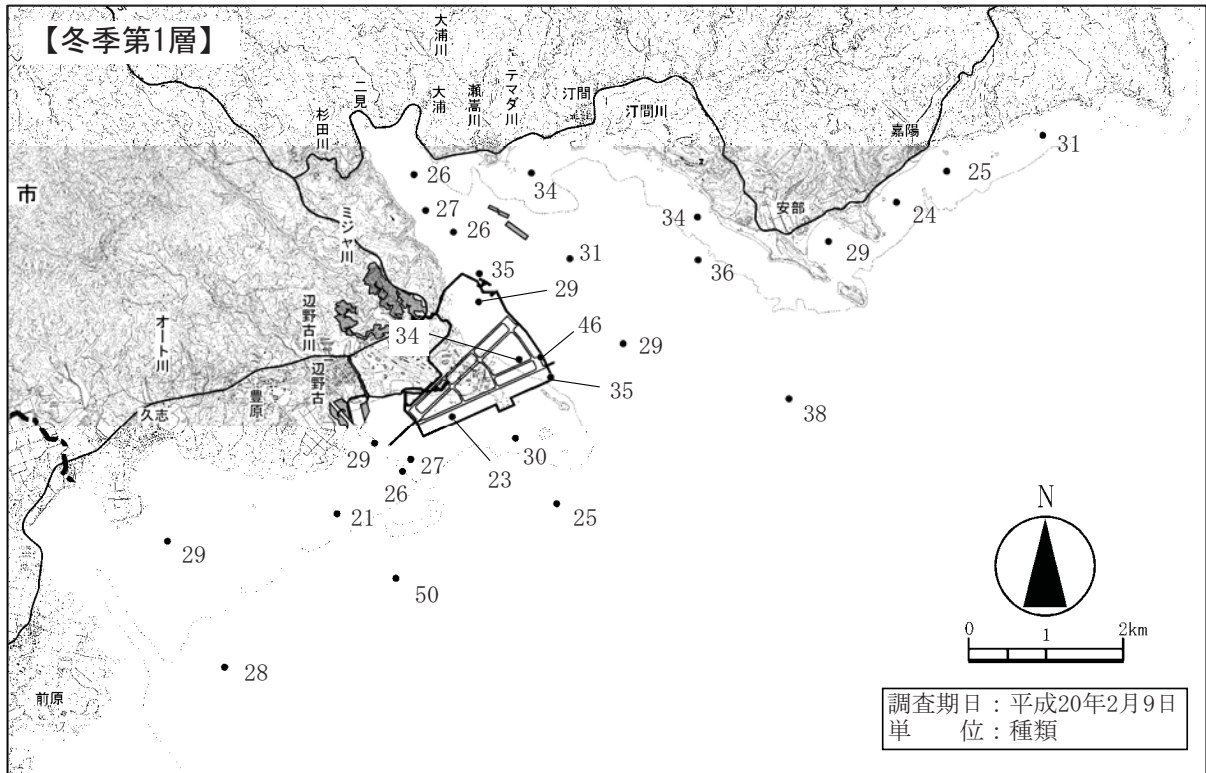 【冬季第1層】
大浦川
テマダ川
瀬嵩川
大浦
二見
杉田川
汀間
汀間川
嘉陽
安部
市
ミジャ川
辺野古川
辺野古
オート川
豊原
久志
前原
31
25
24
29
26
34
27
26
34
36
31
35
29
46
34
29
35
38
23
30
29
27
26
25
21
29
50
28
N
0 1 2km
調査期日：平成20年2月9日
単 位：種類